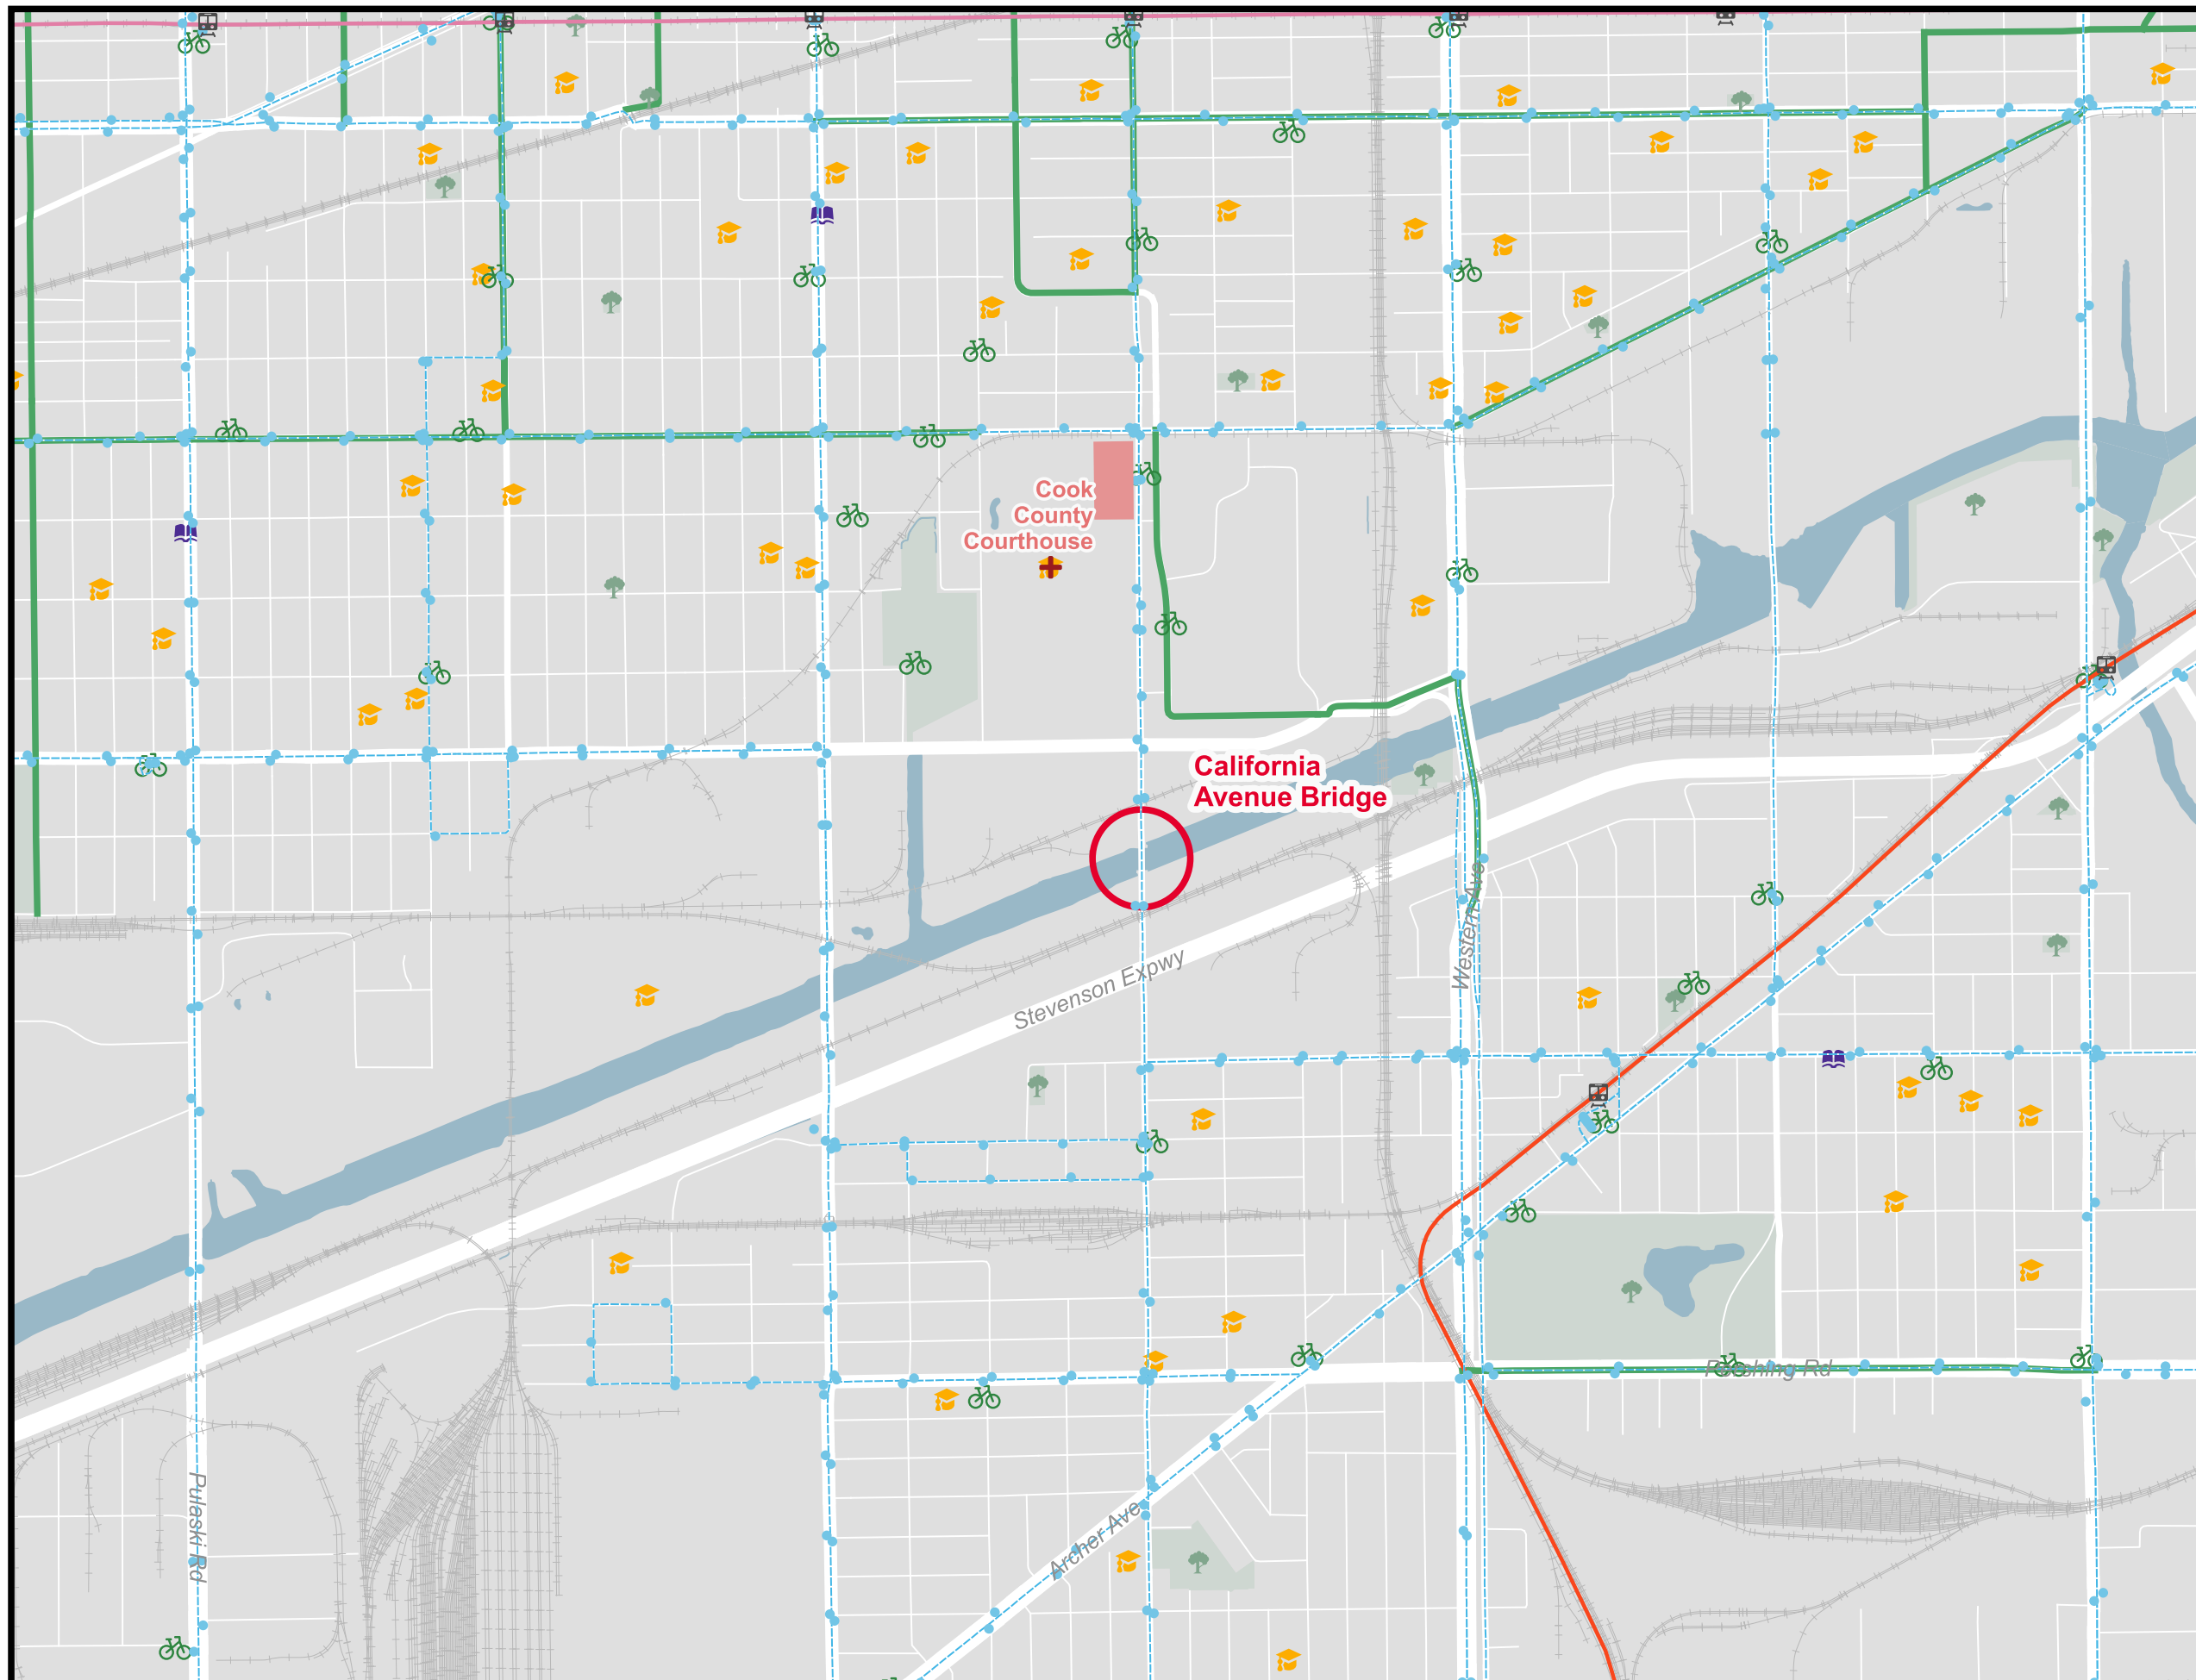 Cook
County
Courthouse
California
Avenue Bridge
Western Ave
Stevenson Expwy
Pershing Rd
Pulaski Rd
Archer Ave